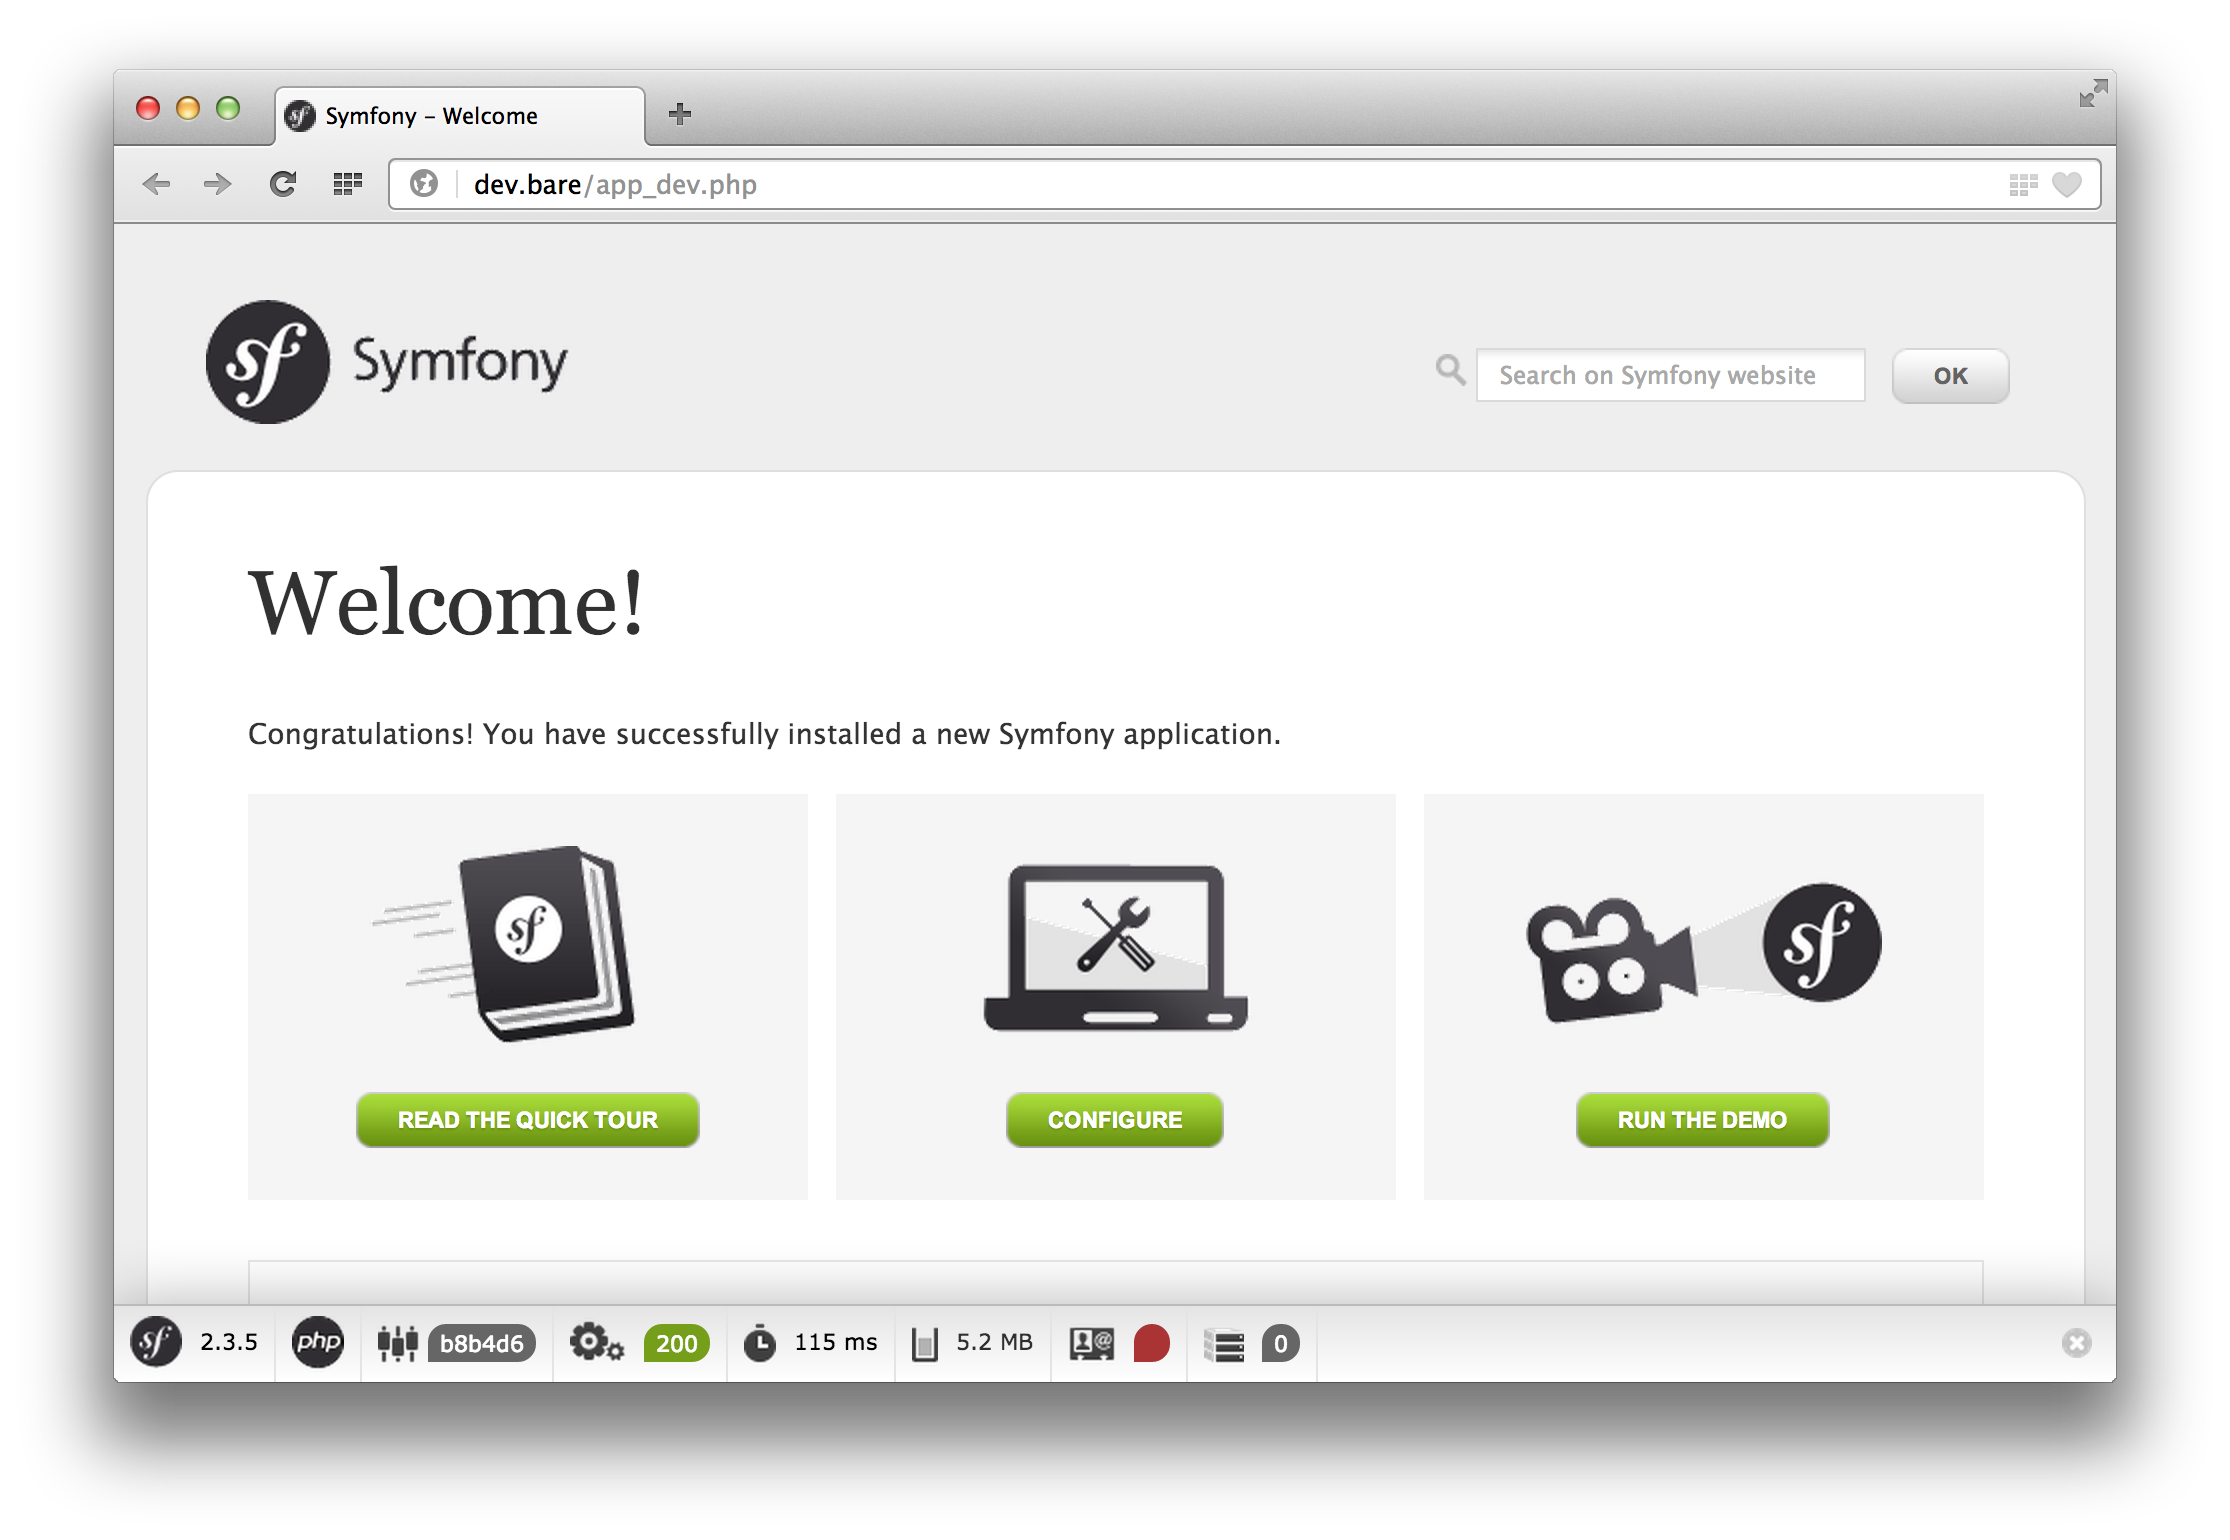 Symfony – Welcome
dev.bare/app_dev.php
sf Symfony
Search on Symfony website
OK
Welcome!
Congratulations! You have successfully installed a new Symfony application.
sf
sf
READ THE QUICK TOUR
CONFIGURE
RUN THE DEMO
sf 2.3.5 php b8b4d6 200 115 ms 5.2 MB 0